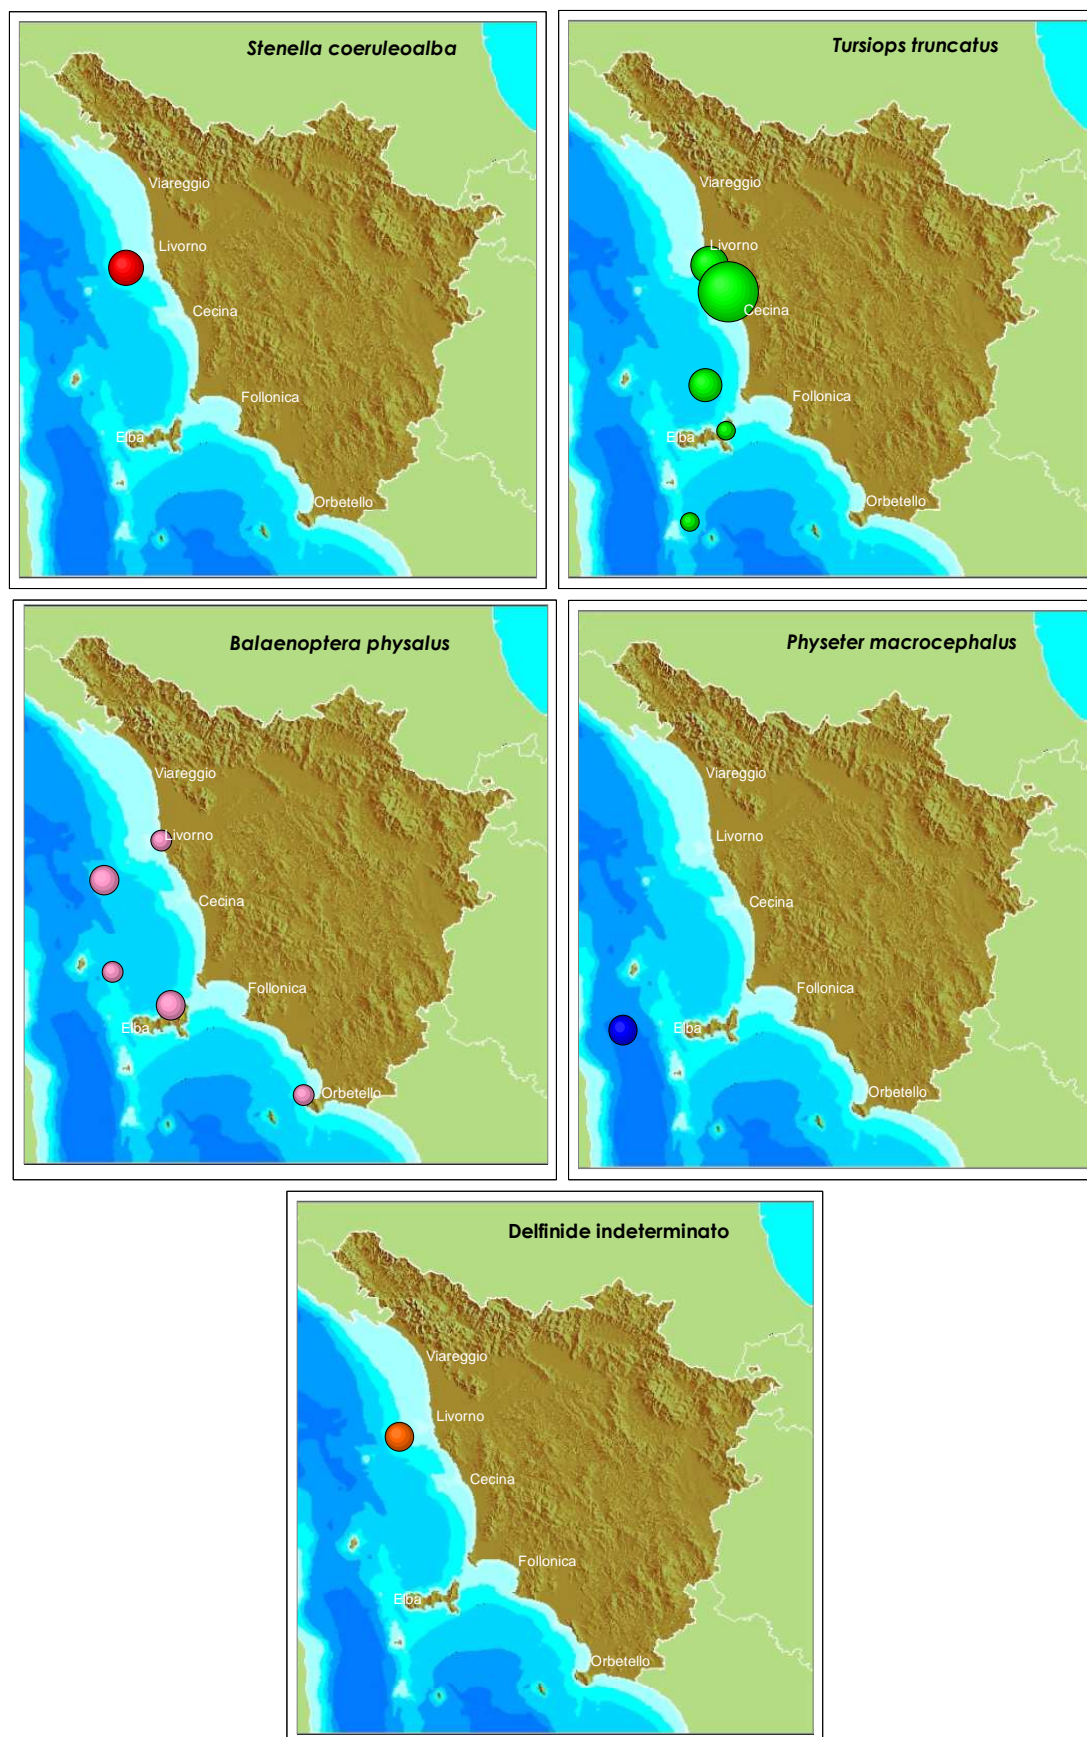 Stenella coeruleoalba
Viareggio
Livorno
Cecina
Follonica
Elba
Orbetello
Tursiops truncatus
Viareggio
Livorno
Cecina
Follonica
Elba
Orbetello
Balaenoptera physalus
Viareggio
Livorno
Cecina
Follonica
Elba
Orbetello
Physeter macrocephalus
Viareggio
Livorno
Cecina
Follonica
Elba
Orbetello
Delfinide indeterminato
Viareggio
Livorno
Cecina
Follonica
Elba
Orbetello